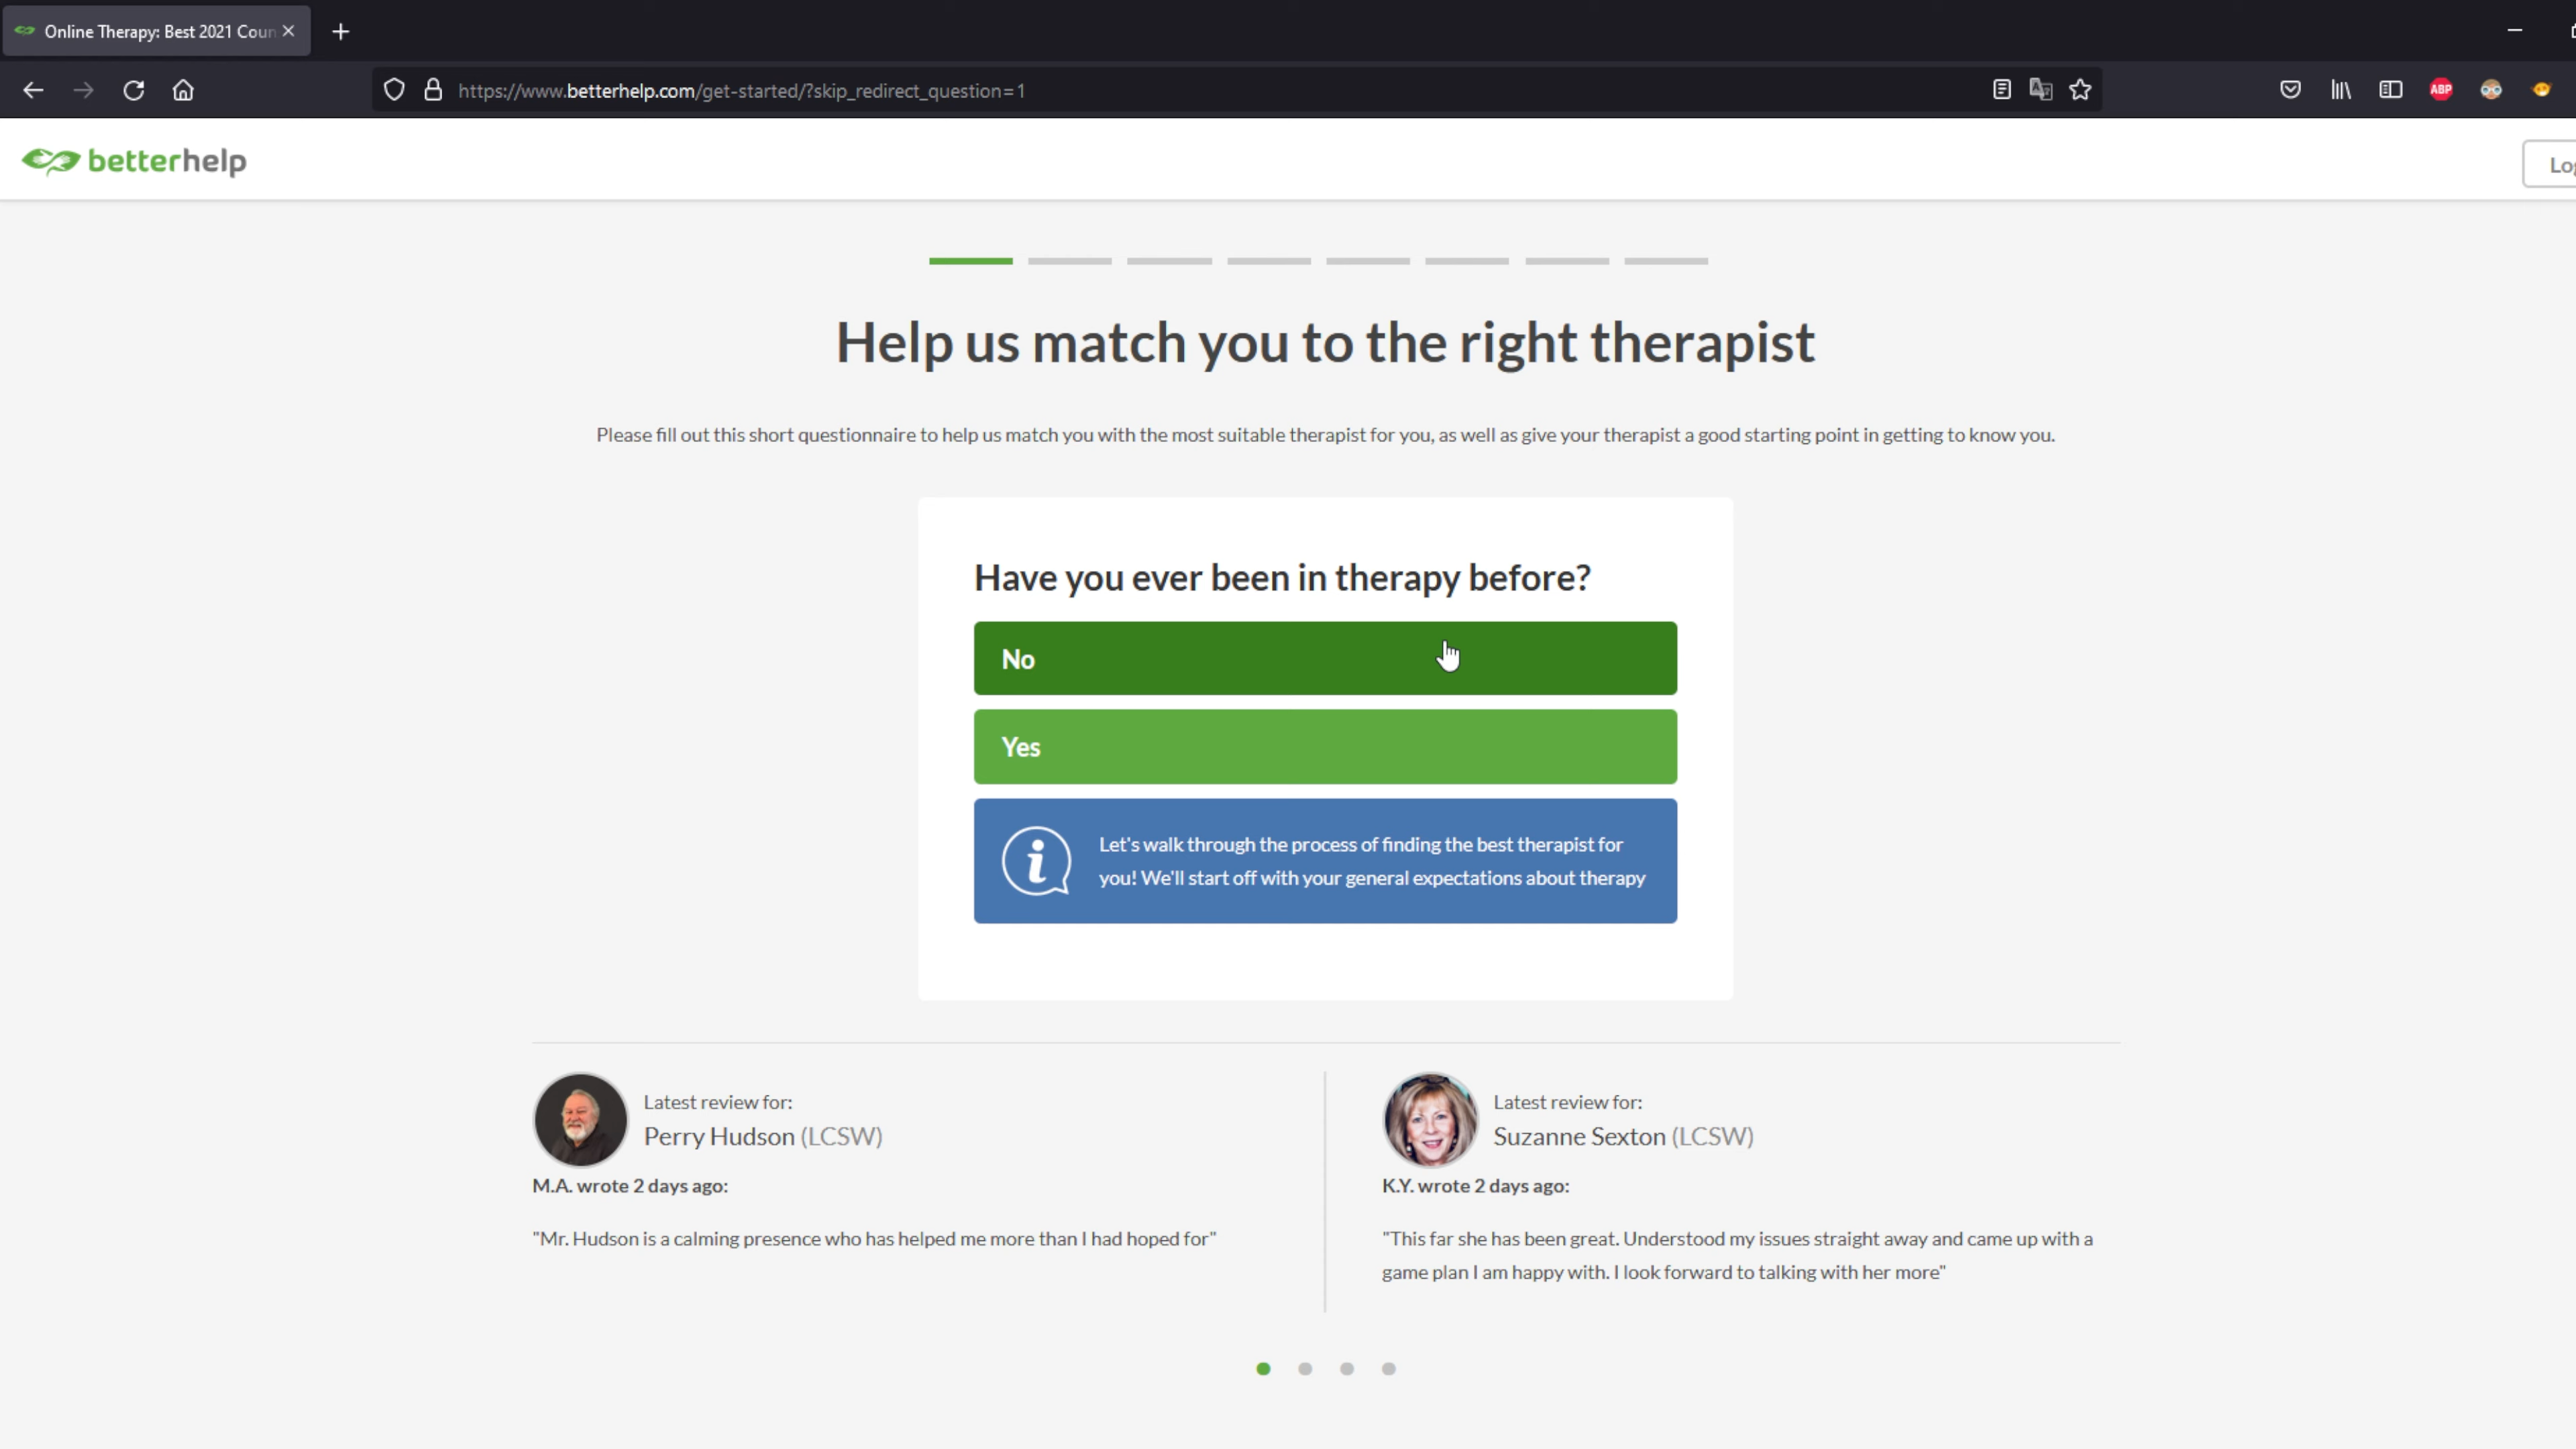 Online Therapy: Best 2021 Coun
https://www.betterhelp.com/get-started/?skip_redirect_question=1
ABP
betterhelp
Help us match you to the right therapist
Please fill out this short questionnaire to help us match you with the most suitable therapist for you, as well as give your therapist a good starting point in getting to know you.
Have you ever been in therapy before?
No
Yes
Let's walk through the process of finding the best therapist for
you! We'll start off with your general expectations about therapy
Latest review for:
Perry Hudson (LCSW)
M.A. wrote 2 days ago:
"Mr. Hudson is a calming presence who has helped me more than I had hoped for"
Latest review for:
Suzanne Sexton (LCSW)
K.Y. wrote 2 days ago:
"This far she has been great. Understood my issues straight away and came up with a
game plan I am happy with. I look forward to talking with her more"